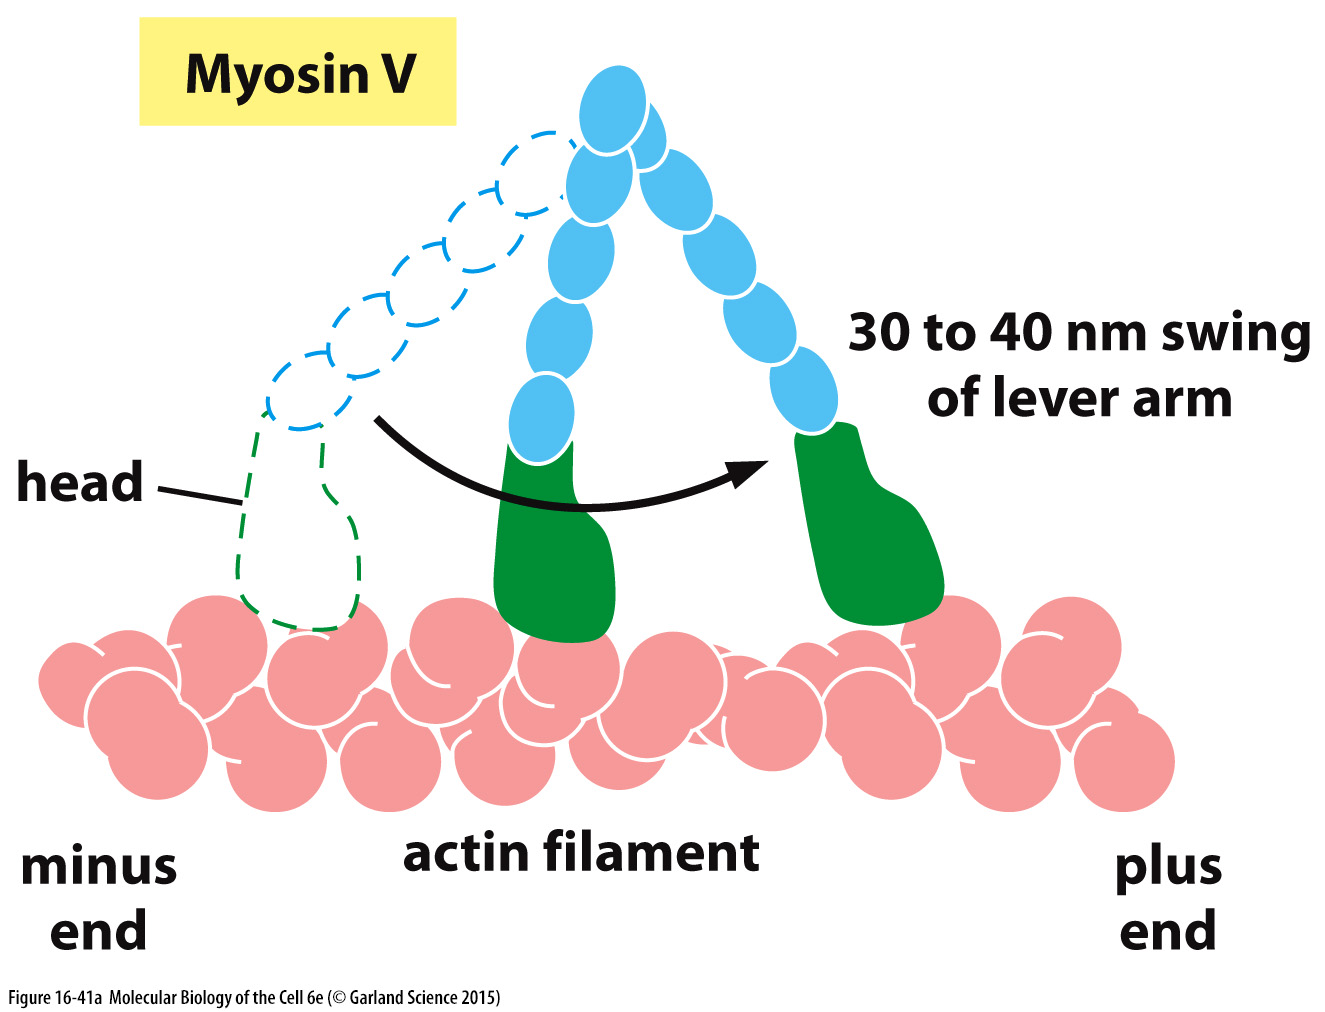 Myosin V
30 to 40 nm swing
of lever arm
head
actin filament
minus
end
plus
end
Figure 16-41a Molecular Biology of the Cell 6e (© Garland Science 2015)